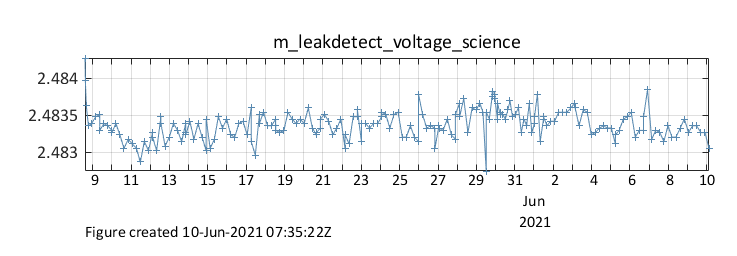 m_leakdetect_voltage_science
2.484
2.4835
2.483
9 11 13 15 17 19 21 23 25 27 29 31 2 4 6 8 10
Jun
2021
Figure created 10-Jun-2021 07:35:22Z